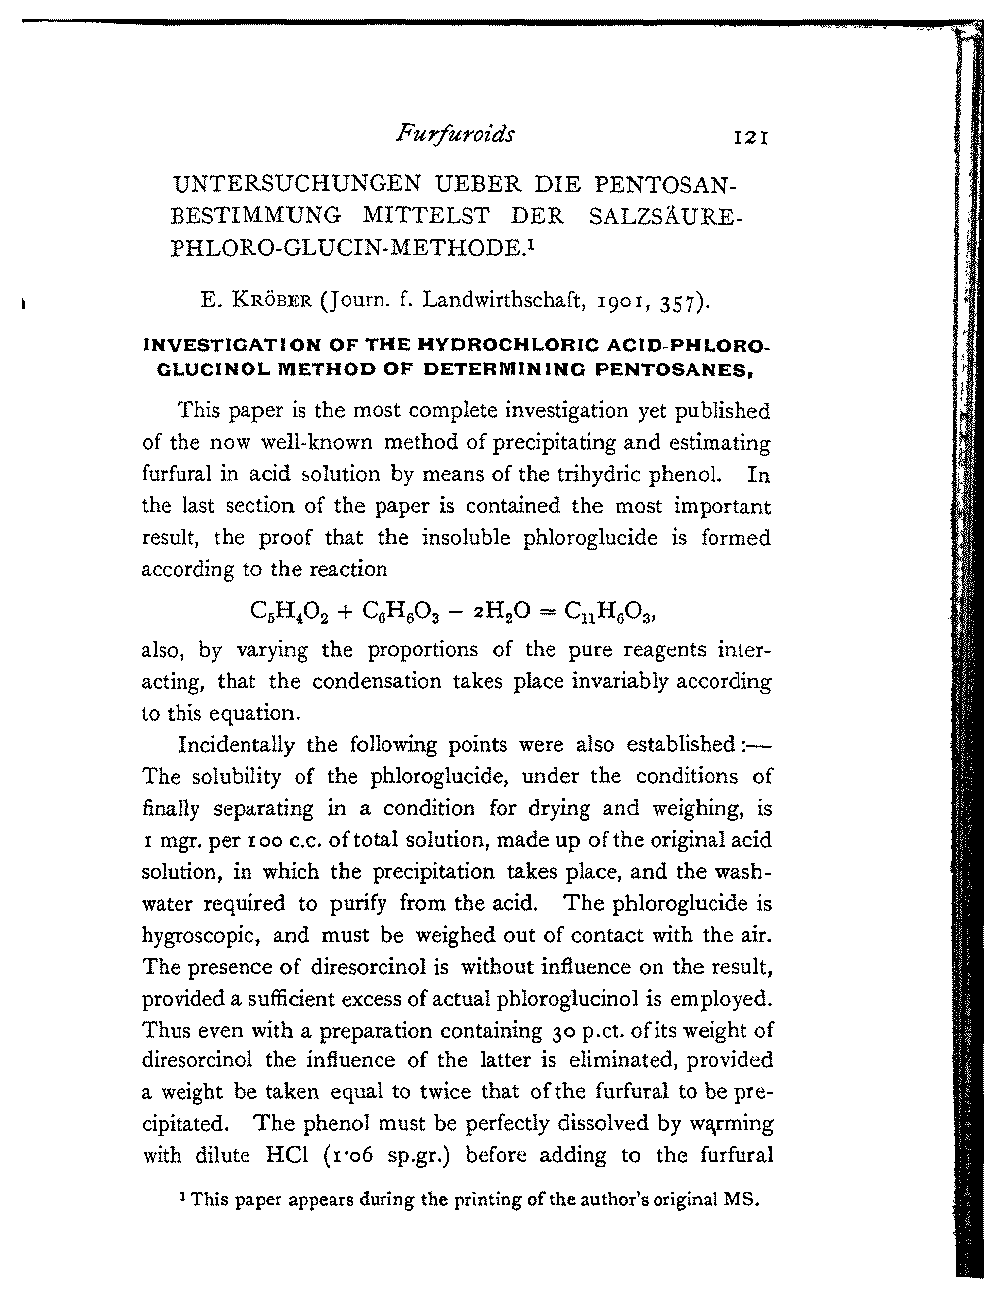 Furfuroids 121
UNTERSUCHUNGEN UEBER DIE PENTOSAN-
BESTIMMUNG MITTELST DER SALZSÄURE-
PHLORO-GLUCIN-METHODE.¹
E. KRÖBER (Journ. f. Landwirthschaft, 1901, 357).
INVESTIGATION OF THE HYDROCHLORIC ACID-PHLORO-
GLUCINOL METHOD OF DETERMINING PENTOSANES.
This paper is the most complete investigation yet published
of the now well-known method of precipitating and estimating
furfural in acid solution by means of the trihydric phenol. In
the last section of the paper is contained the most important
result, the proof that the insoluble phloroglucide is formed
according to the reaction
C₅H₄O₂ + C₆H₆O₃ − 2H₂O = C₁₁H₆O₃,
also, by varying the proportions of the pure reagents inter-
acting, that the condensation takes place invariably according
to this equation.
Incidentally the following points were also established:—
The solubility of the phloroglucide, under the conditions of
finally separating in a condition for drying and weighing, is
1 mgr. per 100 c.c. of total solution, made up of the original acid
solution, in which the precipitation takes place, and the wash-
water required to purify from the acid. The phloroglucide is
hygroscopic, and must be weighed out of contact with the air.
The presence of diresorcinol is without influence on the result,
provided a sufficient excess of actual phloroglucinol is employed.
Thus even with a preparation containing 30 p.ct. of its weight of
diresorcinol the influence of the latter is eliminated, provided
a weight be taken equal to twice that of the furfural to be pre-
cipitated. The phenol must be perfectly dissolved by warming
with dilute HCl (1·06 sp.gr.) before adding to the furfural
¹ This paper appears during the printing of the author's original MS.